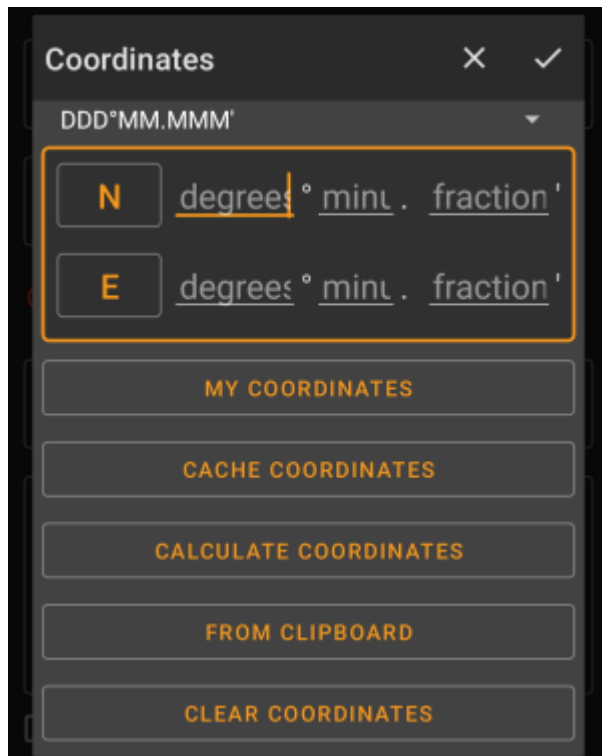 Coordinates
DDD°MM.MMM'
N degrees ° minu . fraction '
E degrees ° minu . fraction '
MY COORDINATES
CACHE COORDINATES
CALCULATE COORDINATES
FROM CLIPBOARD
CLEAR COORDINATES